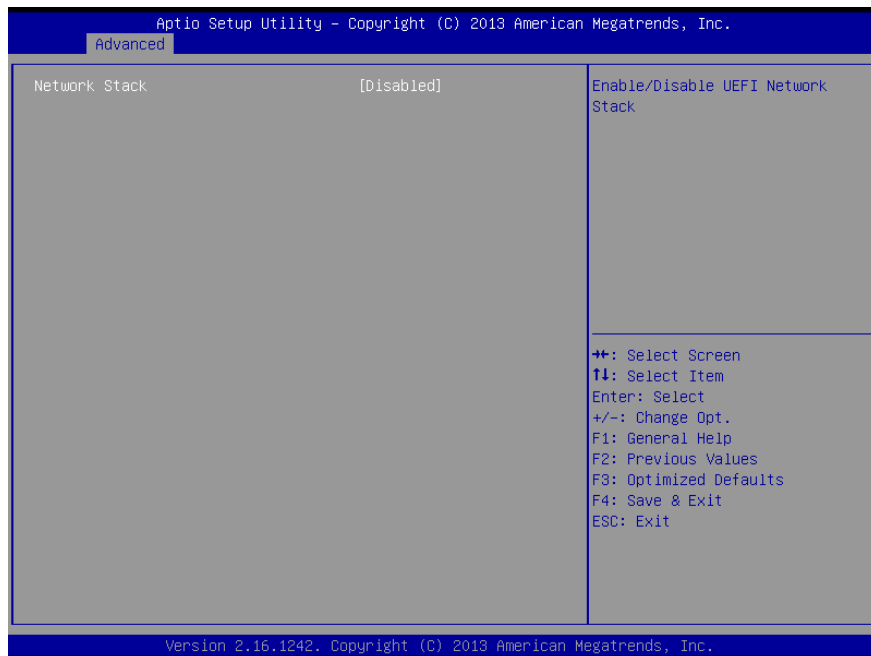 Aptio Setup Utility – Copyright (C) 2013 American Megatrends, Inc.
Advanced
Network Stack [Disabled]
Enable/Disable UEFI Network
Stack
→←: Select Screen
↑↓: Select Item
Enter: Select
+/-: Change Opt.
F1: General Help
F2: Previous Values
F3: Optimized Defaults
F4: Save & Exit
ESC: Exit
Version 2.16.1242. Copyright (C) 2013 American Megatrends, Inc.